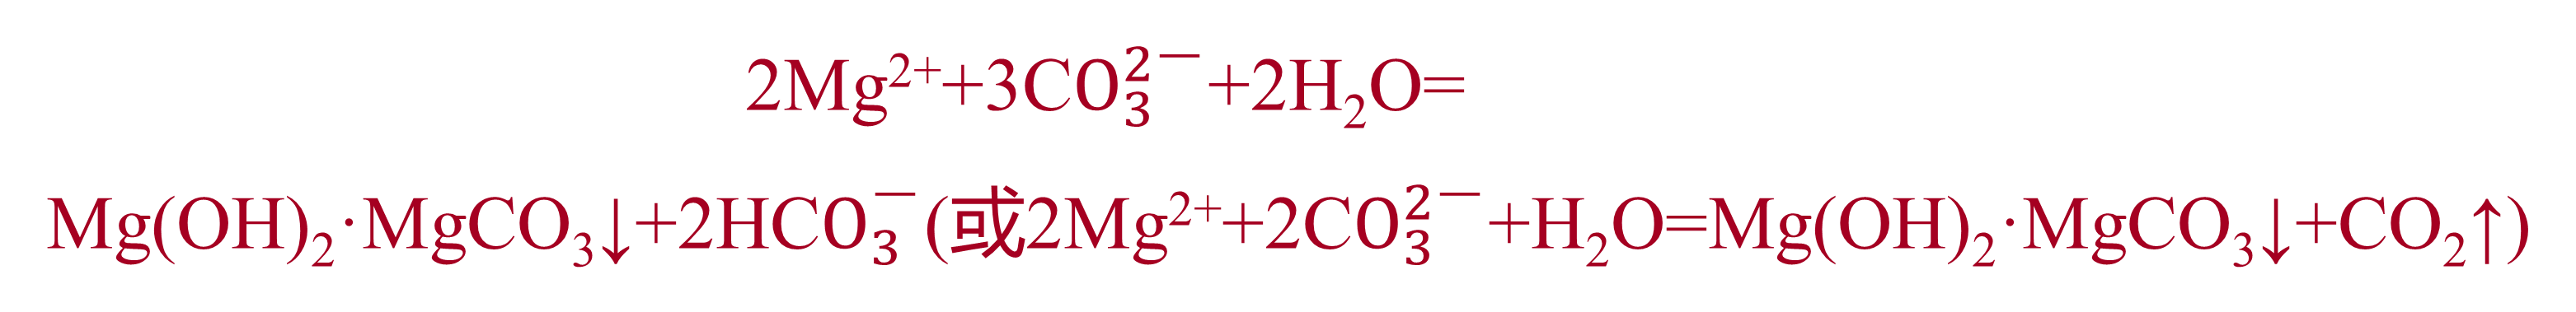 2Mg²⁺+3CO₃²⁻+2H₂O=
Mg(OH)₂·MgCO₃↓+2HCO₃⁻(或2Mg²⁺+2CO₃²⁻+H₂O=Mg(OH)₂·MgCO₃↓+CO₂↑)